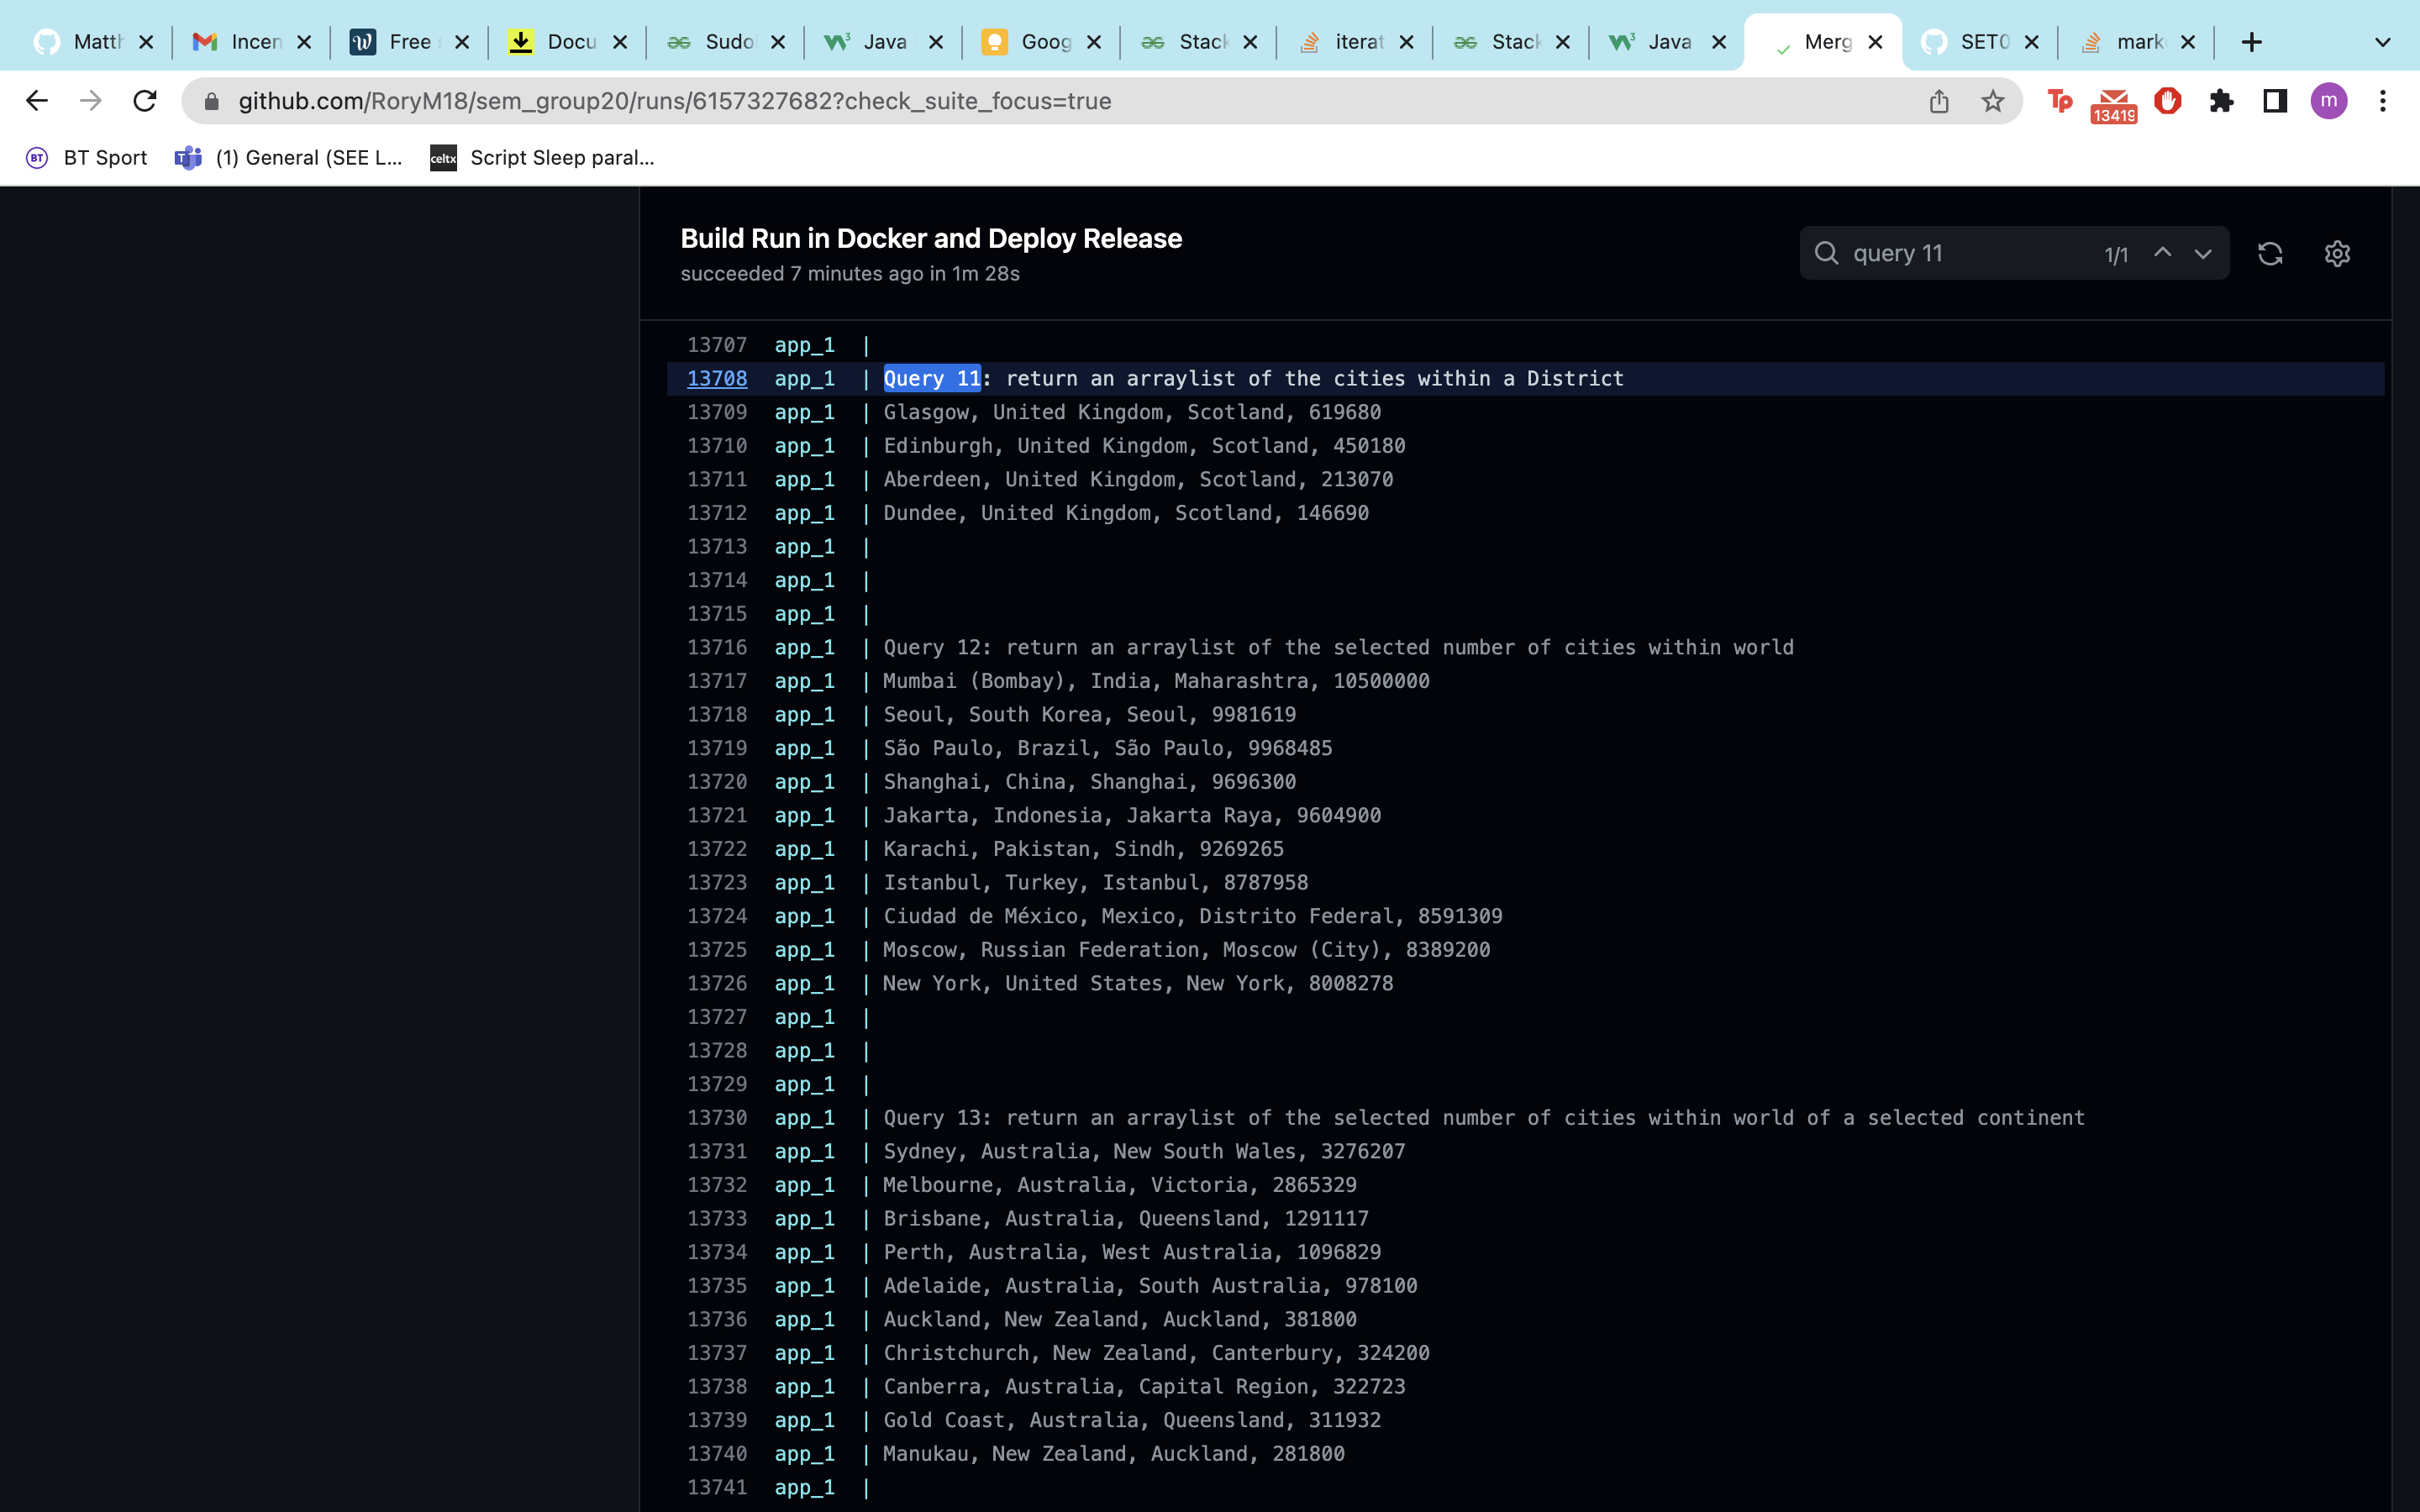 Matth Incen Free Docu Sudo Java Goog Stack iterat Stack Java Merg SET0 mark
github.com/RoryM18/sem_group20/runs/6157327682?check_suite_focus=true Tp 13419 m
BT BT Sport (1) General (SEE L... celtx Script Sleep paral...
Build Run in Docker and Deploy Release
succeeded 7 minutes ago in 1m 28s
query 11 1/1
13707 app_1 |
13708 app_1 | Query 11: return an arraylist of the cities within a District
13709 app_1 | Glasgow, United Kingdom, Scotland, 619680
13710 app_1 | Edinburgh, United Kingdom, Scotland, 450180
13711 app_1 | Aberdeen, United Kingdom, Scotland, 213070
13712 app_1 | Dundee, United Kingdom, Scotland, 146690
13713 app_1 |
13714 app_1 |
13715 app_1 |
13716 app_1 | Query 12: return an arraylist of the selected number of cities within world
13717 app_1 | Mumbai (Bombay), India, Maharashtra, 10500000
13718 app_1 | Seoul, South Korea, Seoul, 9981619
13719 app_1 | São Paulo, Brazil, São Paulo, 9968485
13720 app_1 | Shanghai, China, Shanghai, 9696300
13721 app_1 | Jakarta, Indonesia, Jakarta Raya, 9604900
13722 app_1 | Karachi, Pakistan, Sindh, 9269265
13723 app_1 | Istanbul, Turkey, Istanbul, 8787958
13724 app_1 | Ciudad de México, Mexico, Distrito Federal, 8591309
13725 app_1 | Moscow, Russian Federation, Moscow (City), 8389200
13726 app_1 | New York, United States, New York, 8008278
13727 app_1 |
13728 app_1 |
13729 app_1 |
13730 app_1 | Query 13: return an arraylist of the selected number of cities within world of a selected continent
13731 app_1 | Sydney, Australia, New South Wales, 3276207
13732 app_1 | Melbourne, Australia, Victoria, 2865329
13733 app_1 | Brisbane, Australia, Queensland, 1291117
13734 app_1 | Perth, Australia, West Australia, 1096829
13735 app_1 | Adelaide, Australia, South Australia, 978100
13736 app_1 | Auckland, New Zealand, Auckland, 381800
13737 app_1 | Christchurch, New Zealand, Canterbury, 324200
13738 app_1 | Canberra, Australia, Capital Region, 322723
13739 app_1 | Gold Coast, Australia, Queensland, 311932
13740 app_1 | Manukau, New Zealand, Auckland, 281800
13741 app_1 |